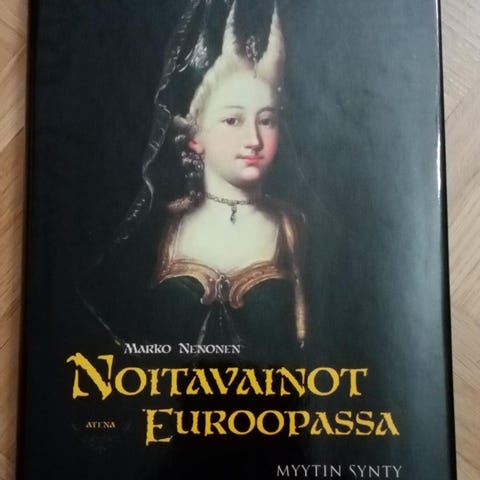 MARKO NENONEN
NOITAVAINOT
ATENA
EUROOPASSA
MYYTIN SYNTY